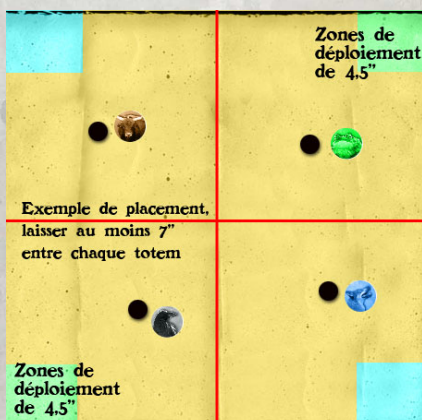 Zones de
déploiement
de 4,5"
Exemple de placement,
laisser au moins 7"
entre chaque totem
Zones de
déploiement
de 4,5"